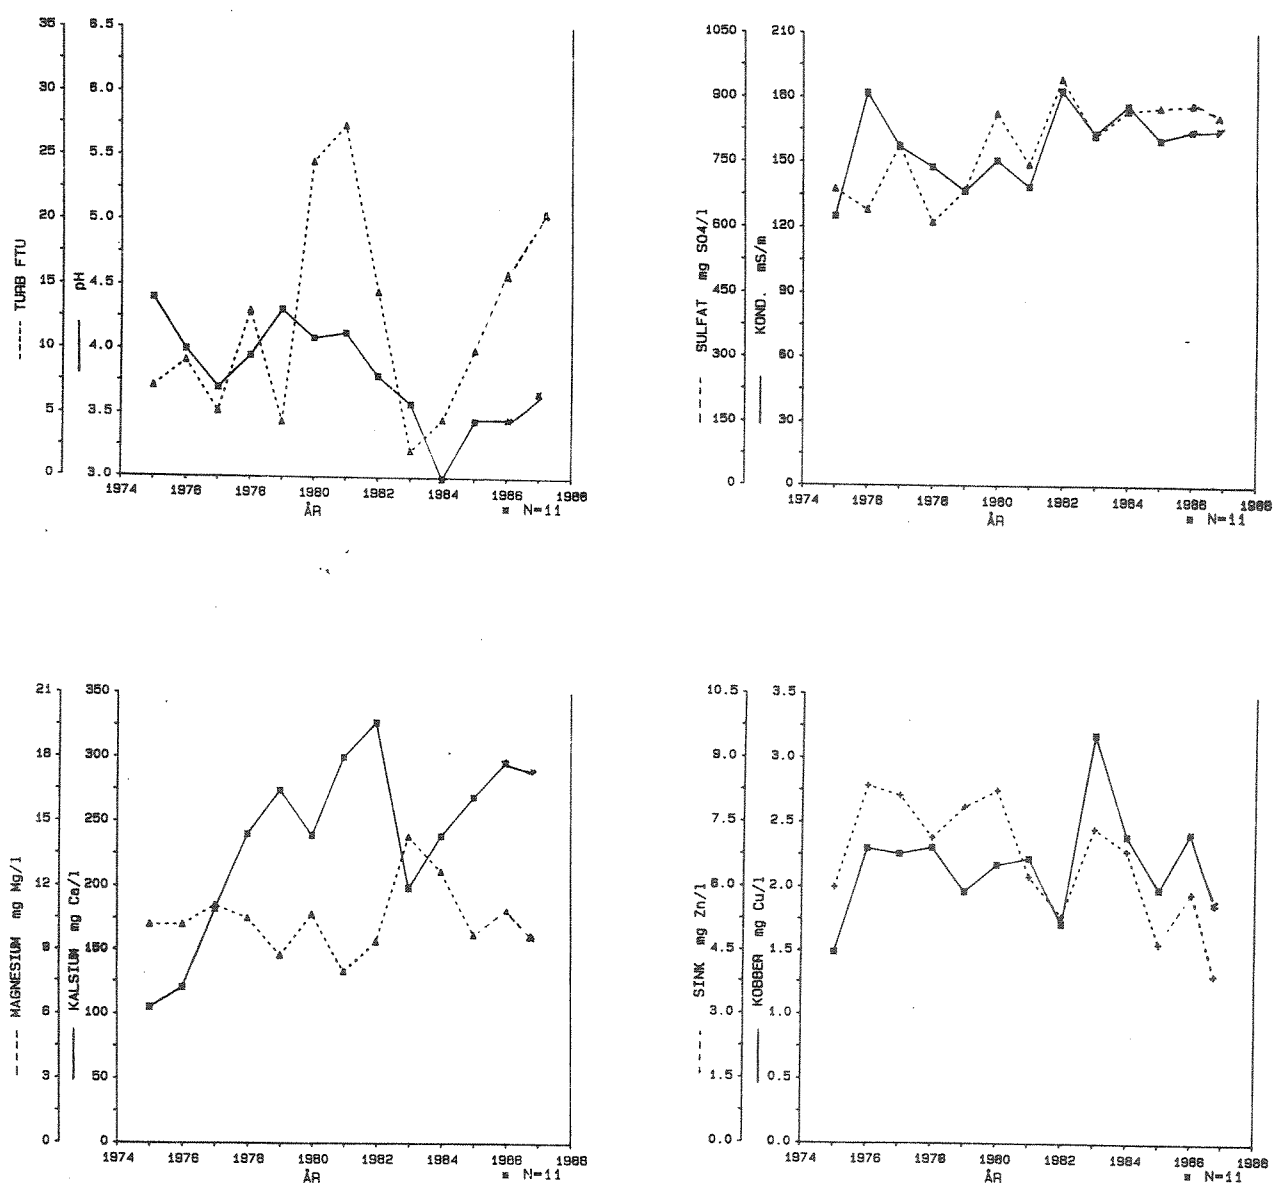 35 6.5
30 6.0
25 5.5
20 5.0
15 4.5
10 4.0
5 3.5
0 3.0
---- TURB FTU
—— pH
1974 1976 1978 1980 1982 1984 1986 1988
ÅR
N=11
1050 210
900 180
750 150
600 120
450 90
300 60
150 30
0 0
--- SULFAT mg SO4/l
—— KOND. mS/m
1974 1976 1978 1980 1982 1984 1986 1988
ÅR
N=11
21 350
18 300
15 250
12 200
9 150
6 100
3 50
0 0
---- MAGNESIUM mg Mg/l
—— KALSIUM mg Ca/l
1974 1976 1978 1980 1982 1984 1986 1988
ÅR
N=11
10.5 3.5
9.0 3.0
7.5 2.5
6.0 2.0
4.5 1.5
3.0 1.0
1.5 0.5
0.0 0.0
---- SINK mg Zn/l
—— KOBBER mg Cu/l
1974 1976 1978 1980 1982 1984 1986 1988
ÅR
N=11